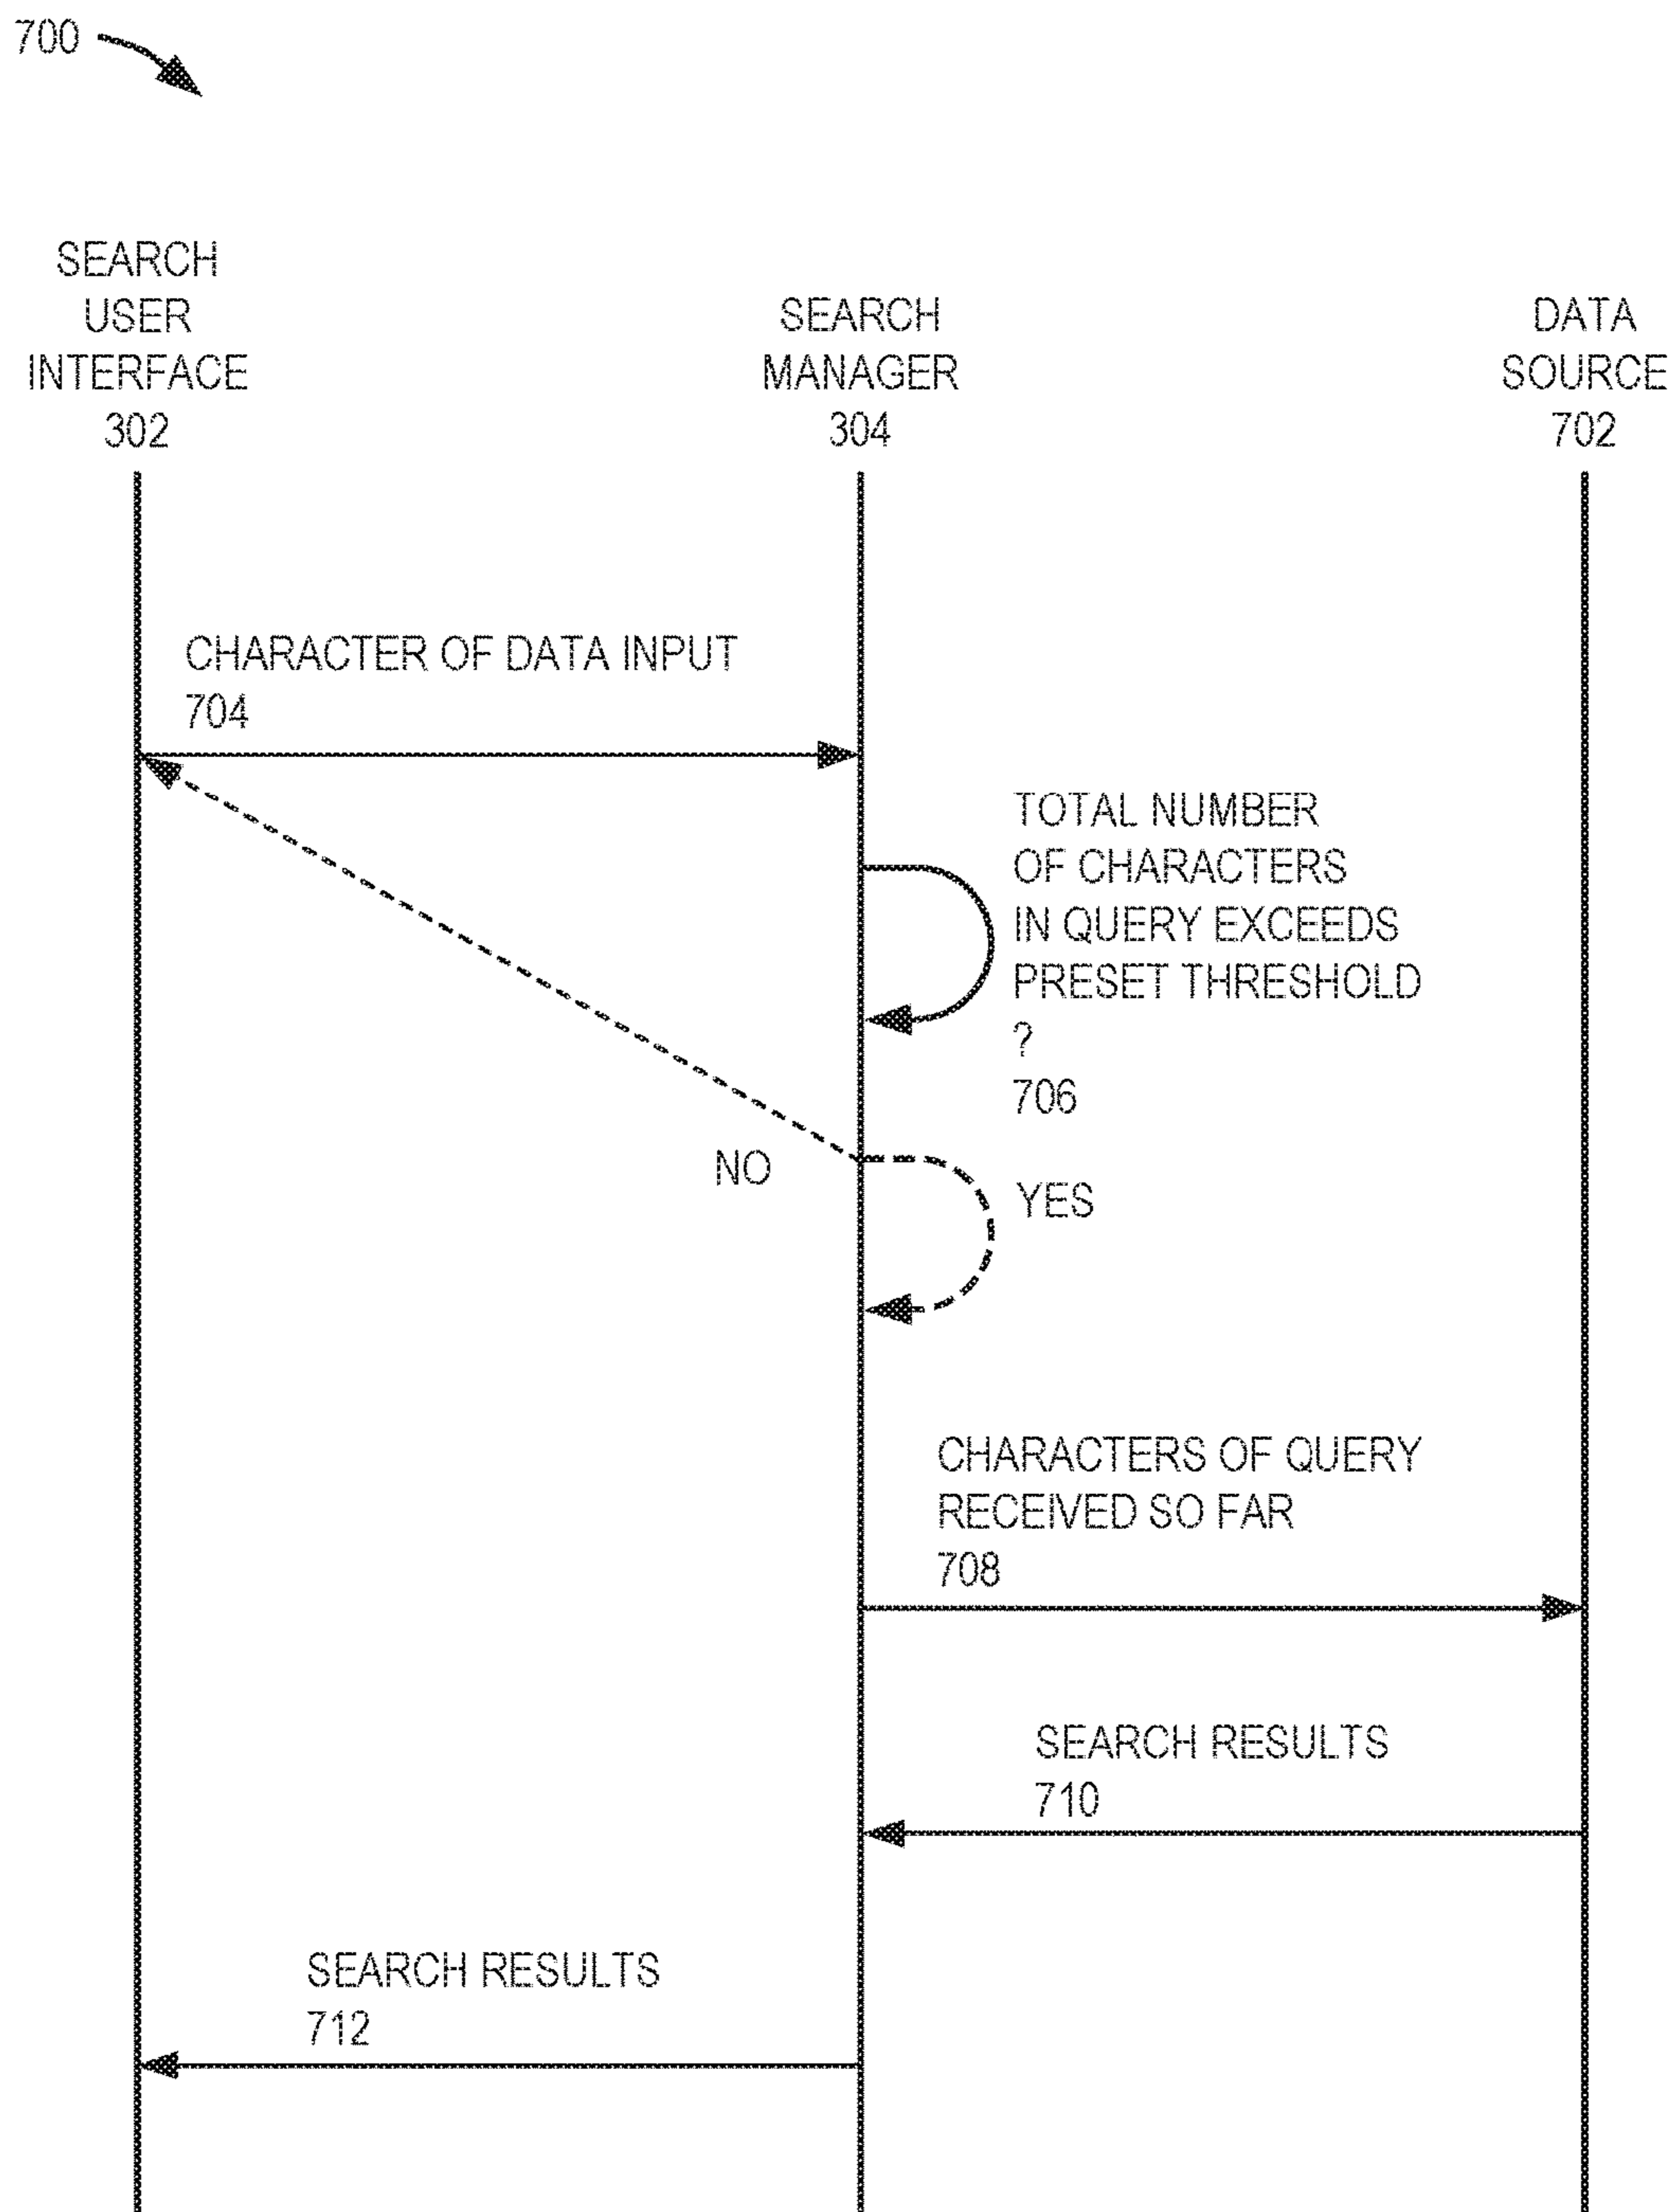 700
SEARCH
USER
INTERFACE
302
SEARCH
MANAGER
304
DATA
SOURCE
702
CHARACTER OF DATA INPUT
704
TOTAL NUMBER
OF CHARACTERS
IN QUERY EXCEEDS
PRESET THRESHOLD
?
706
NO
YES
CHARACTERS OF QUERY
RECEIVED SO FAR
708
SEARCH RESULTS
710
SEARCH RESULTS
712